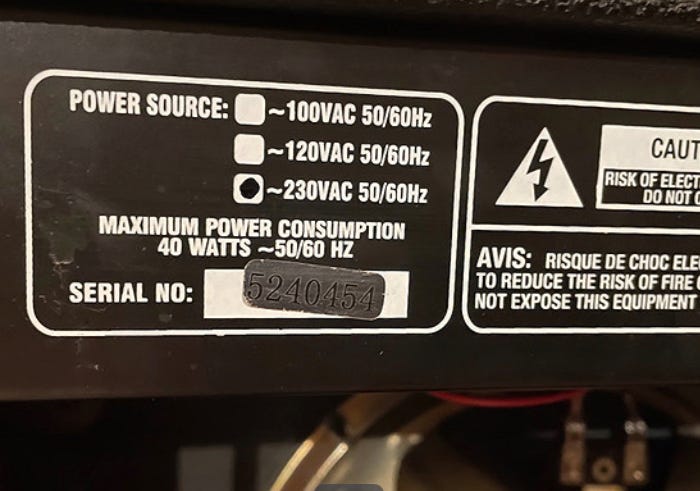 POWER SOURCE: ~100VAC 50/60Hz
~120VAC 50/60Hz
~230VAC 50/60Hz
MAXIMUM POWER CONSUMPTION
40 WATTS ~50/60 HZ
SERIAL NO: 5240454
CAUT
RISK OF ELECT
DO NOT
AVIS: RISQUE DE CHOC ELE
TO REDUCE THE RISK OF FIRE
NOT EXPOSE THIS EQUIPMENT